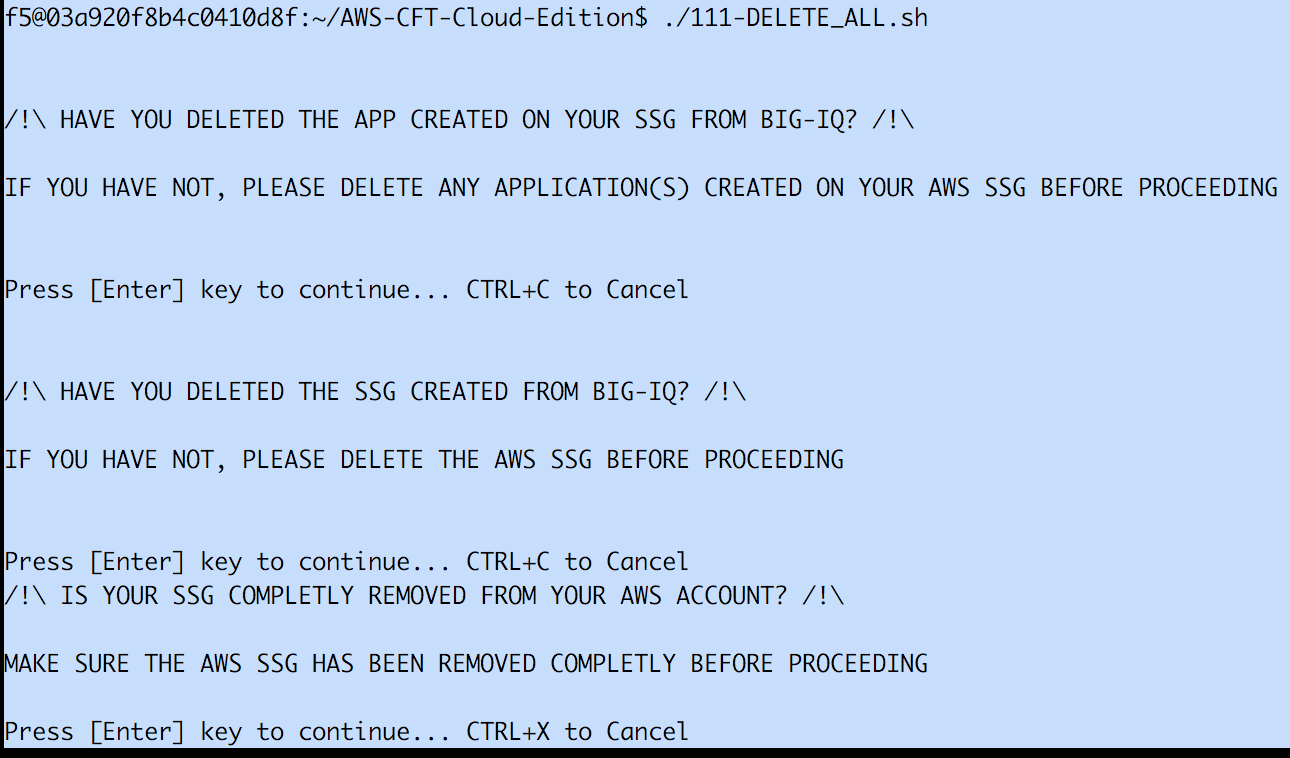 f5@03a920f8b4c0410d8f:~/AWS-CFT-Cloud-Edition$ ./111-DELETE_ALL.sh
/!\ HAVE YOU DELETED THE APP CREATED ON YOUR SSG FROM BIG-IQ? /!\
IF YOU HAVE NOT, PLEASE DELETE ANY APPLICATION(S) CREATED ON YOUR AWS SSG BEFORE PROCEEDING
Press [Enter] key to continue... CTRL+C to Cancel
/!\ HAVE YOU DELETED THE SSG CREATED FROM BIG-IQ? /!\
IF YOU HAVE NOT, PLEASE DELETE THE AWS SSG BEFORE PROCEEDING
Press [Enter] key to continue... CTRL+C to Cancel
/!\ IS YOUR SSG COMPLETLY REMOVED FROM YOUR AWS ACCOUNT? /!\
MAKE SURE THE AWS SSG HAS BEEN REMOVED COMPLETLY BEFORE PROCEEDING
Press [Enter] key to continue... CTRL+X to Cancel